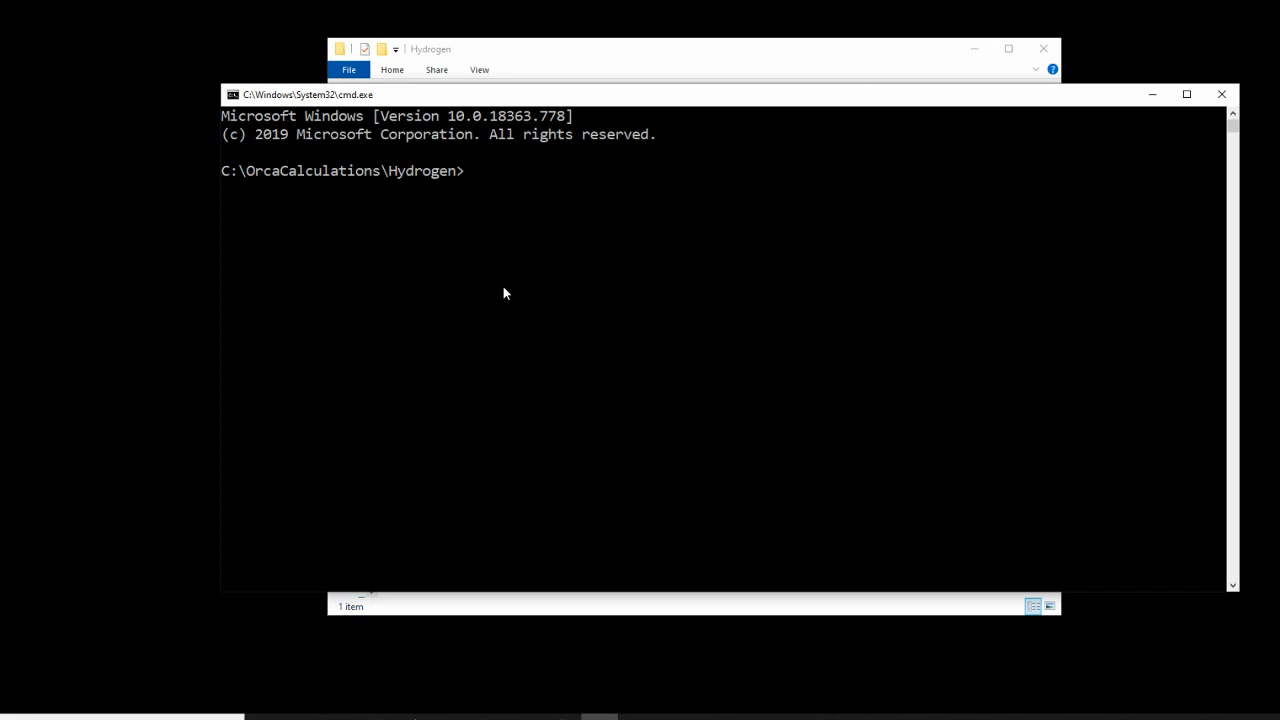 Hydrogen
File Home Share View
C:\Windows\System32\cmd.exe
Microsoft Windows [Version 10.0.18363.778]
(c) 2019 Microsoft Corporation. All rights reserved.
C:\OrcaCalculations\Hydrogen>
1 item